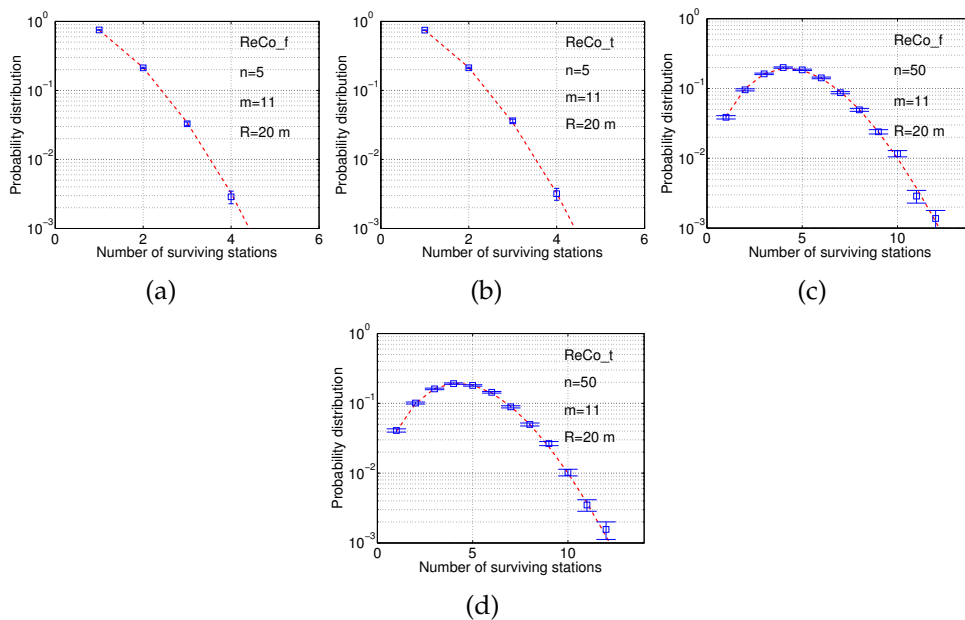 10^0
10^−1
10^−2
10^−3
Probability distribution
ReCo_f
n=5
m=11
R=20 m
0 2 4 6
Number of surviving stations
(a)
10^0
10^−1
10^−2
10^−3
Probability distribution
ReCo_t
n=5
m=11
R=20 m
0 2 4 6
Number of surviving stations
(b)
10^0
10^−1
10^−2
10^−3
Probability distribution
ReCo_f
n=50
m=11
R=20 m
0 5 10
Number of surviving stations
(c)
10^0
10^−1
10^−2
10^−3
Probability distribution
ReCo_t
n=50
m=11
R=20 m
0 5 10
Number of surviving stations
(d)